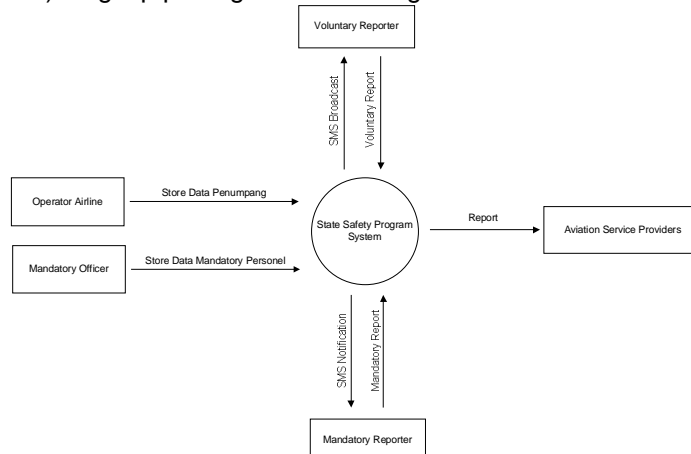 Voluntary Reporter
SMS Broadcast
Voluntary Report
Operator Airline
Store Data Penumpang
State Safety Program
System
Report
Aviation Service Providers
Mandatory Officer
Store Data Mandatory Personel
SMS Notification
Mandatory Report
Mandatory Reporter